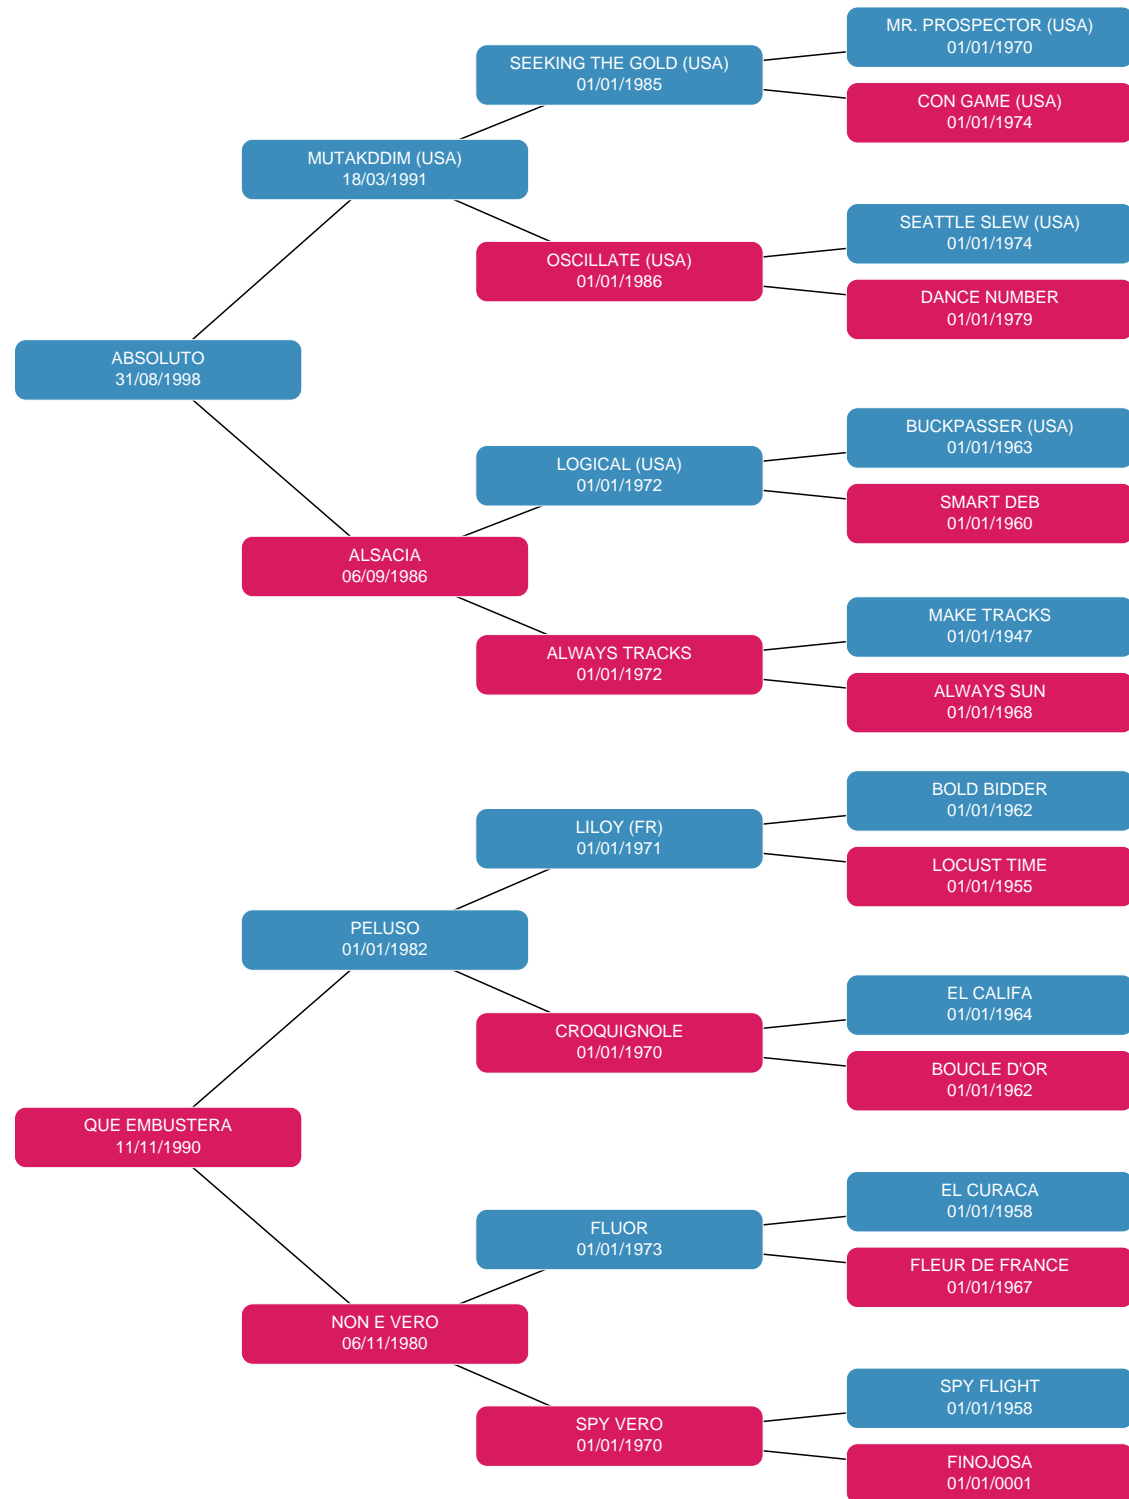 MR. PROSPECTOR (USA)
01/01/1970
SEEKING THE GOLD (USA)
01/01/1985
CON GAME (USA)
01/01/1974
MUTAKDDIM (USA)
18/03/1991
SEATTLE SLEW (USA)
01/01/1974
OSCILLATE (USA)
01/01/1986
DANCE NUMBER
01/01/1979
ABSOLUTO
31/08/1998
BUCKPASSER (USA)
01/01/1963
LOGICAL (USA)
01/01/1972
SMART DEB
01/01/1960
ALSACIA
06/09/1986
MAKE TRACKS
01/01/1947
ALWAYS TRACKS
01/01/1972
ALWAYS SUN
01/01/1968
BOLD BIDDER
01/01/1962
LILOY (FR)
01/01/1971
LOCUST TIME
01/01/1955
PELUSO
01/01/1982
EL CALIFA
01/01/1964
CROQUIGNOLE
01/01/1970
BOUCLE D'OR
01/01/1962
QUE EMBUSTERA
11/11/1990
EL CURACA
01/01/1958
FLUOR
01/01/1973
FLEUR DE FRANCE
01/01/1967
NON E VERO
06/11/1980
SPY FLIGHT
01/01/1958
SPY VERO
01/01/1970
FINOJOSA
01/01/0001